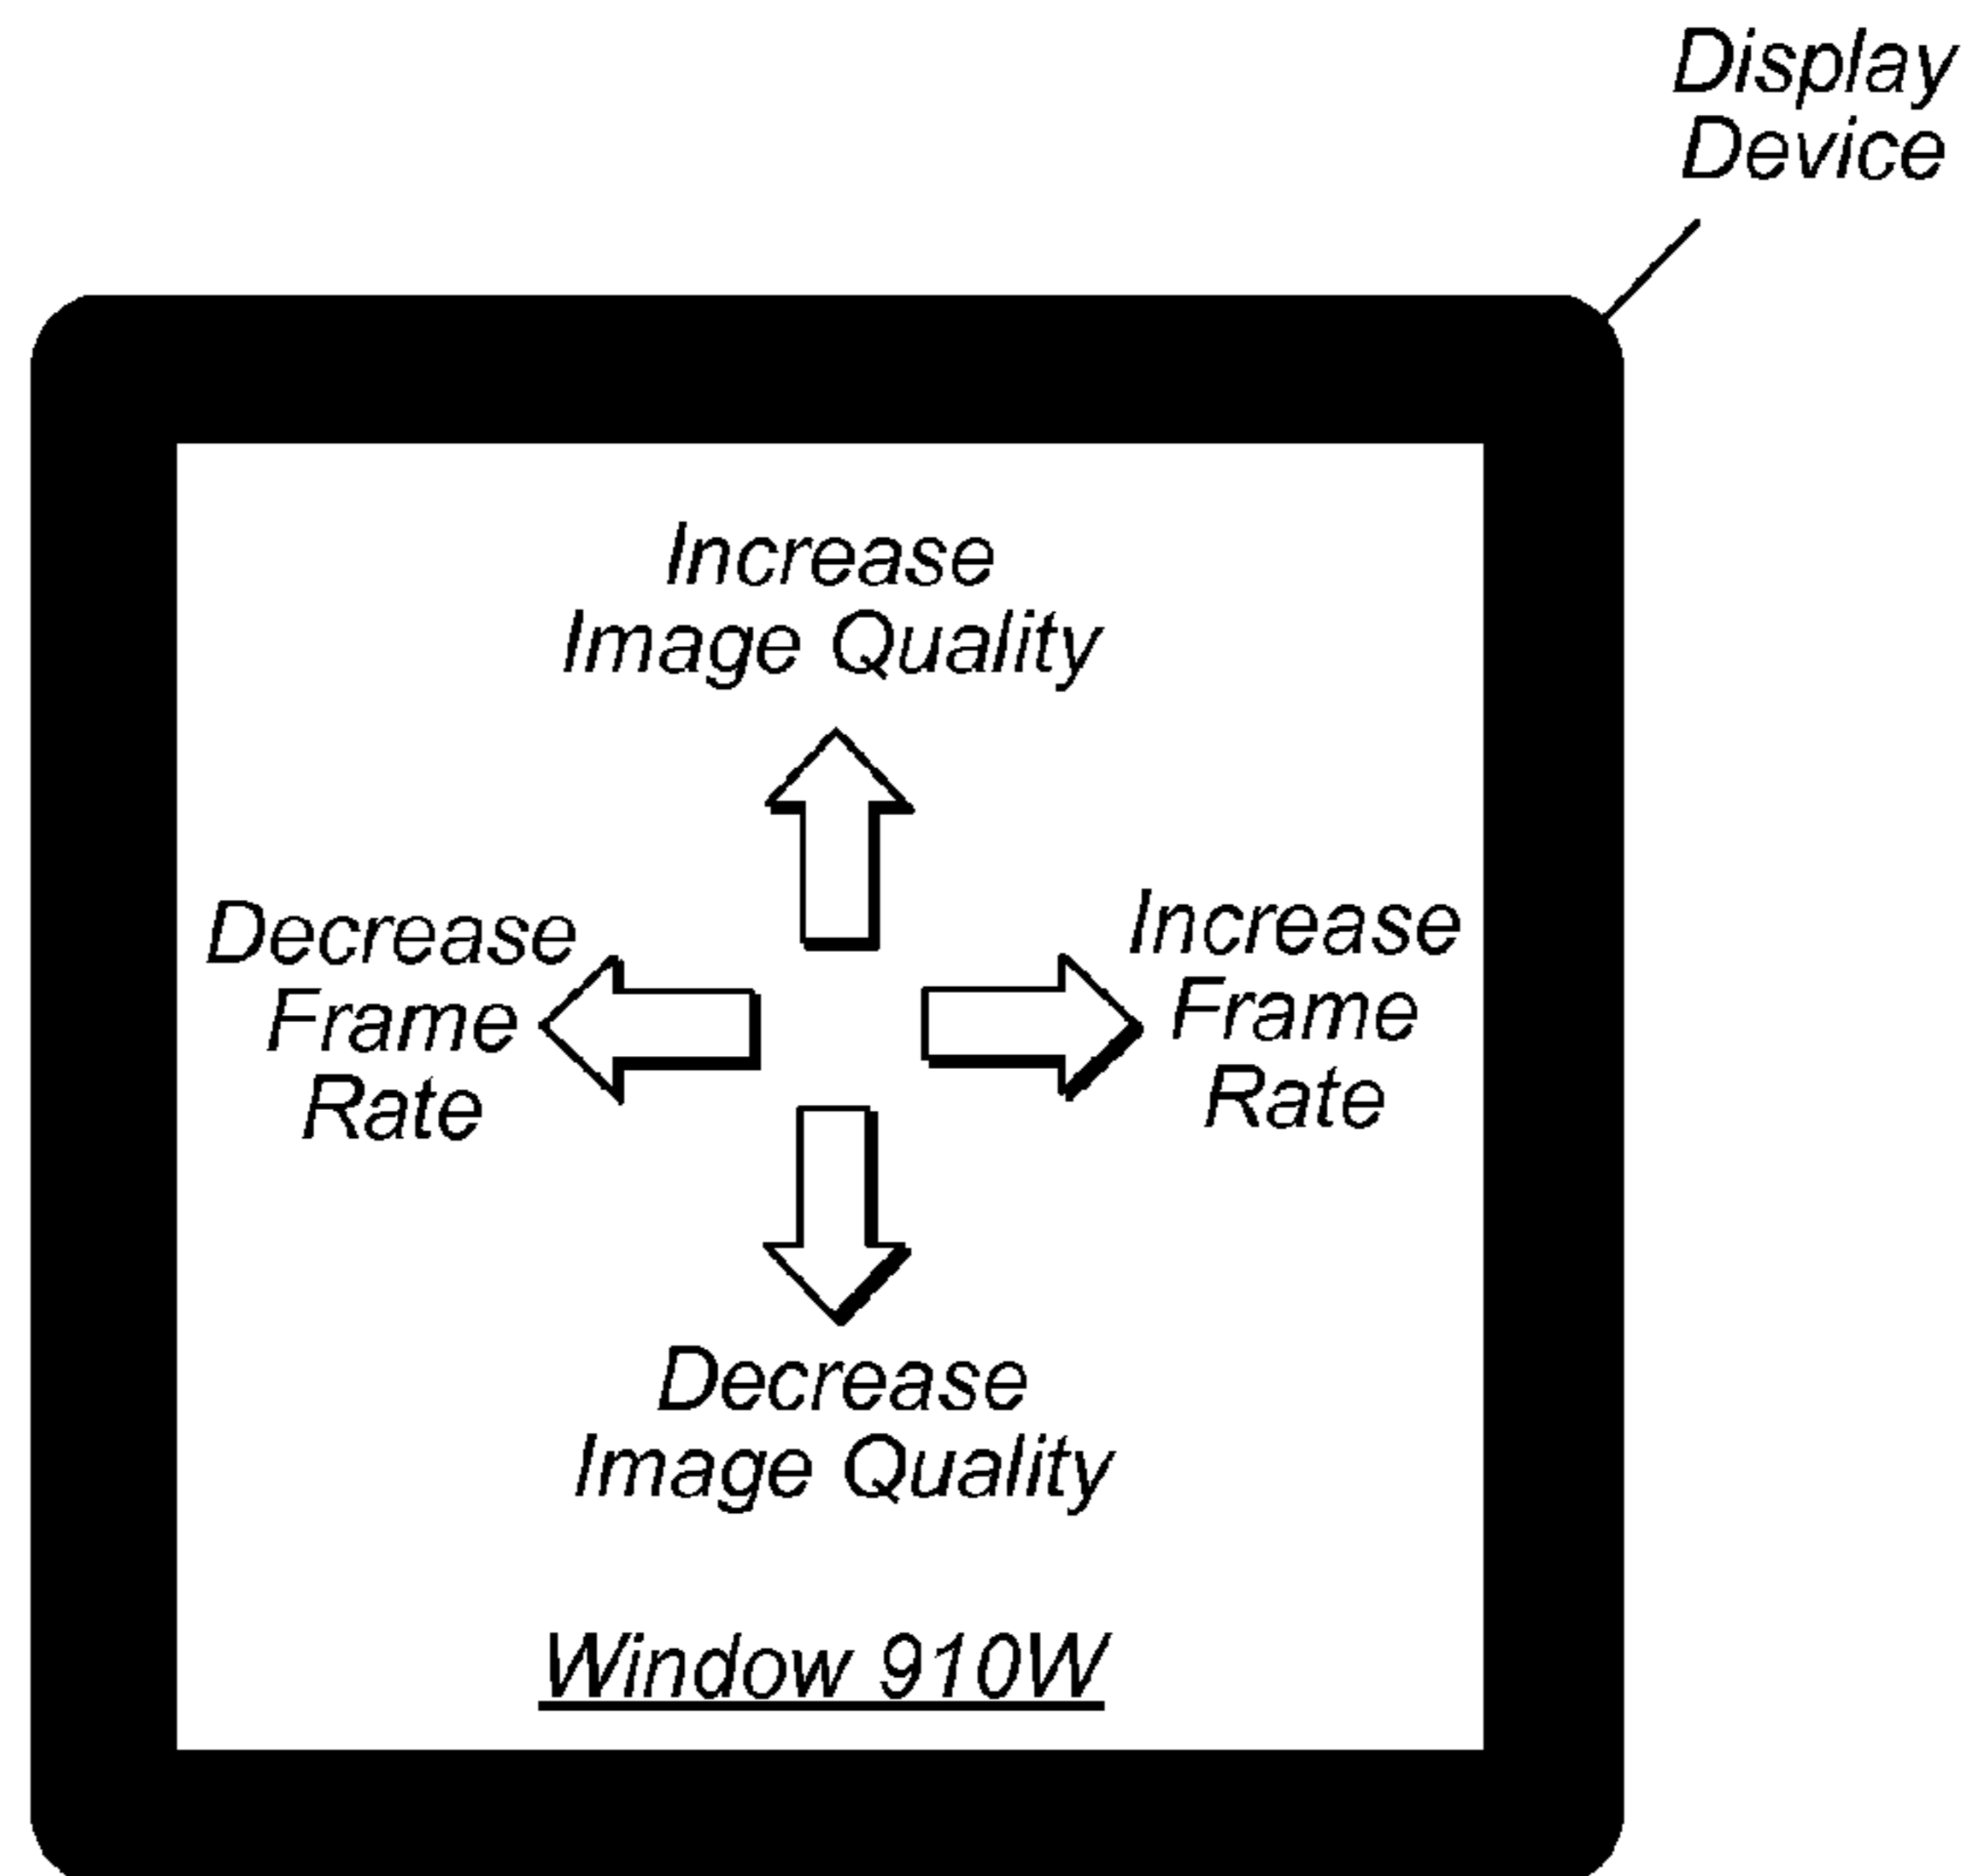 Display
Device
Increase
Image Quality
Decrease
Frame
Rate
Increase
Frame
Rate
Decrease
Image Quality
Window 910W